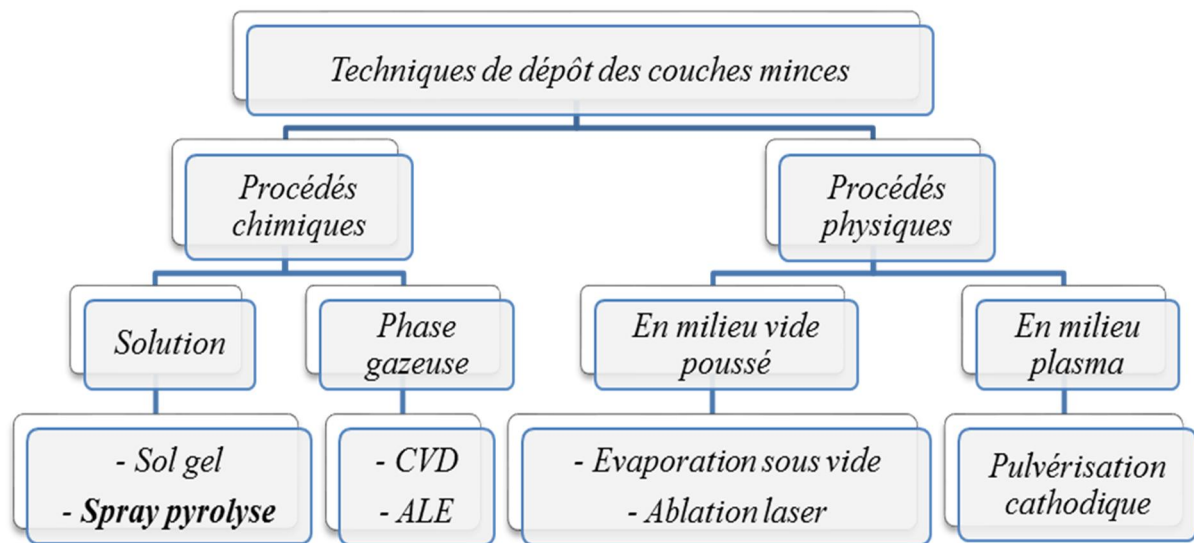 Techniques de dépôt des couches minces
Procédés
chimiques
Procédés
physiques
Solution
Phase
gazeuse
En milieu vide
poussé
En milieu
plasma
- Sol gel
- Spray pyrolyse
- CVD
- ALE
- Evaporation sous vide
- Ablation laser
Pulvérisation
cathodique